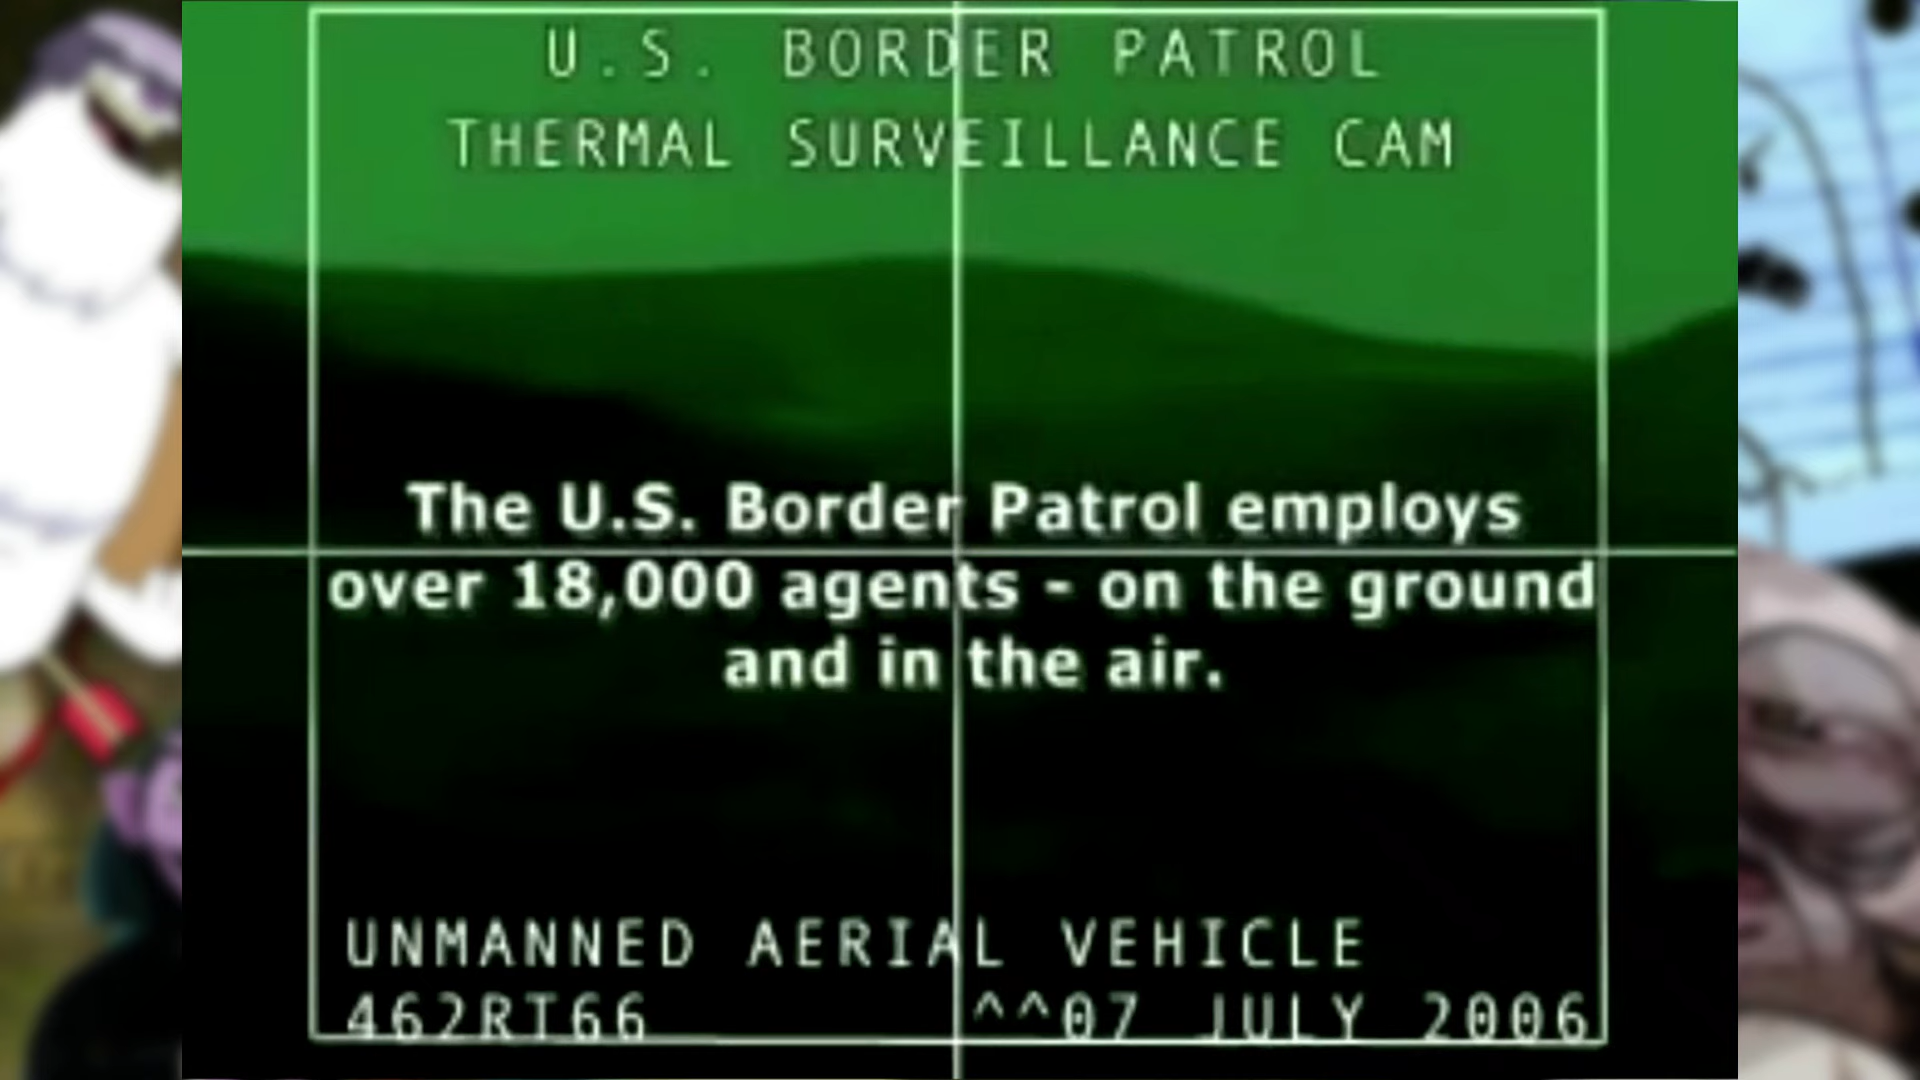 U.S. BORDER PATROL
THERMAL SURVEILLANCE CAM
The U.S. Border Patrol employs
over 18,000 agents - on the ground
and in the air.
UNMANNED AERIAL VEHICLE
462RT66 ^^07 JULY 2006